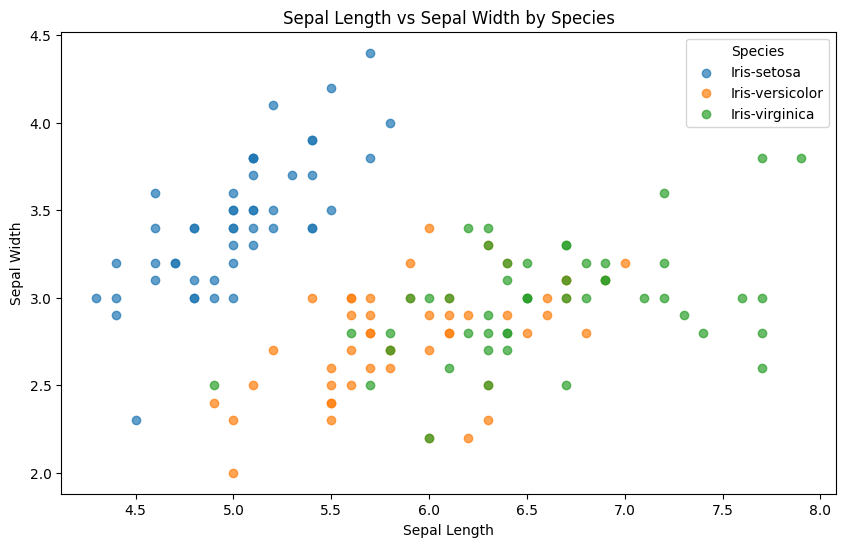 Sepal Length vs Sepal Width by Species
Species
Iris-setosa
Iris-versicolor
Iris-virginica
Sepal Width
4.5
4.0
3.5
3.0
2.5
2.0
4.5 5.0 5.5 6.0 6.5 7.0 7.5 8.0
Sepal Length